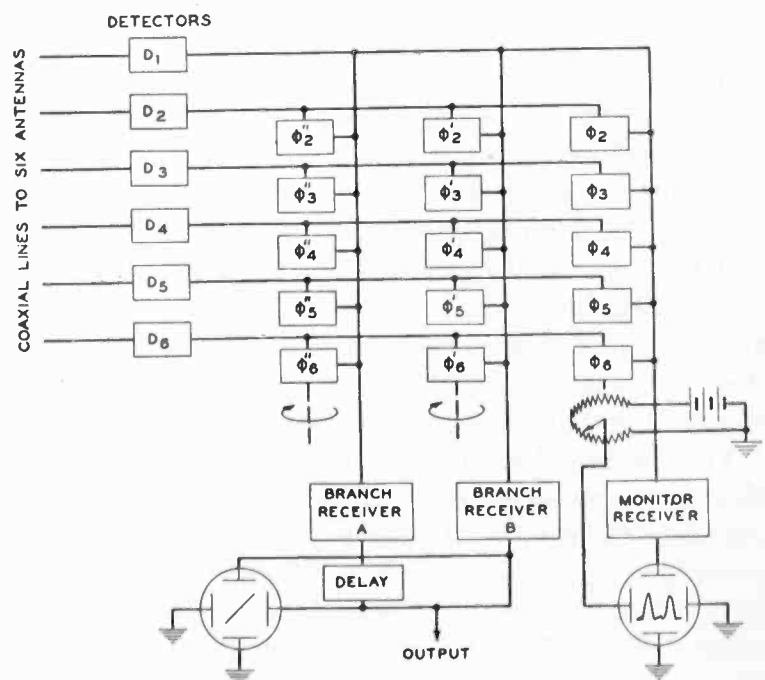 DETECTORS
COAXIAL LINES TO SIX ANTENNAS
D1
D2
Φ"2
Φ'2
Φ2
D3
Φ"3
Φ'3
Φ3
D4
Φ"4
Φ'4
Φ4
D5
Φ"5
Φ'5
Φ5
D6
Φ"6
Φ'6
Φ6
BRANCH
RECEIVER
A
BRANCH
RECEIVER
B
MONITOR
RECEIVER
DELAY
OUTPUT